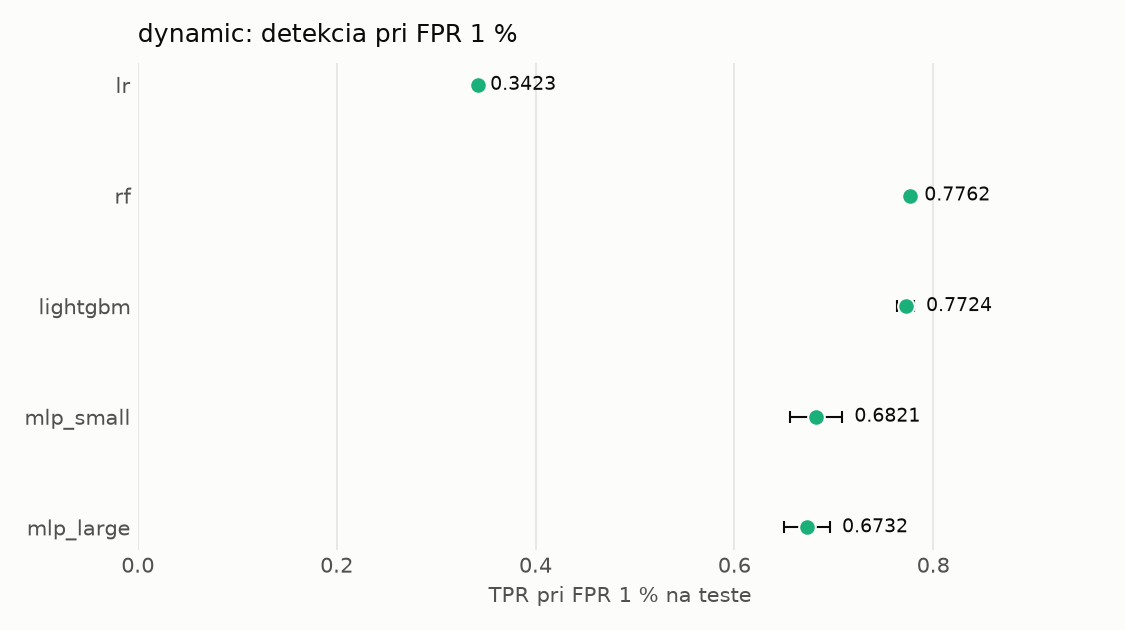 dynamic: detekcia pri FPR 1 %
lr 0.3423
rf 0.7762
lightgbm 0.7724
mlp_small 0.6821
mlp_large 0.6732
0.0 0.2 0.4 0.6 0.8
TPR pri FPR 1 % na teste